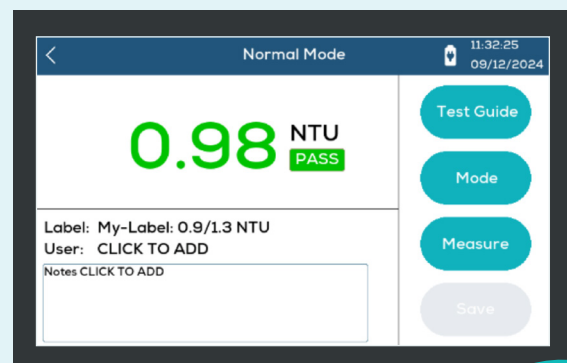 Normal Mode
11:32:25
09/12/2024
0.98 NTU
PASS
Test Guide
Mode
Measure
Save
Label: My-Label: 0.9/1.3 NTU
User: CLICK TO ADD
Notes CLICK TO ADD